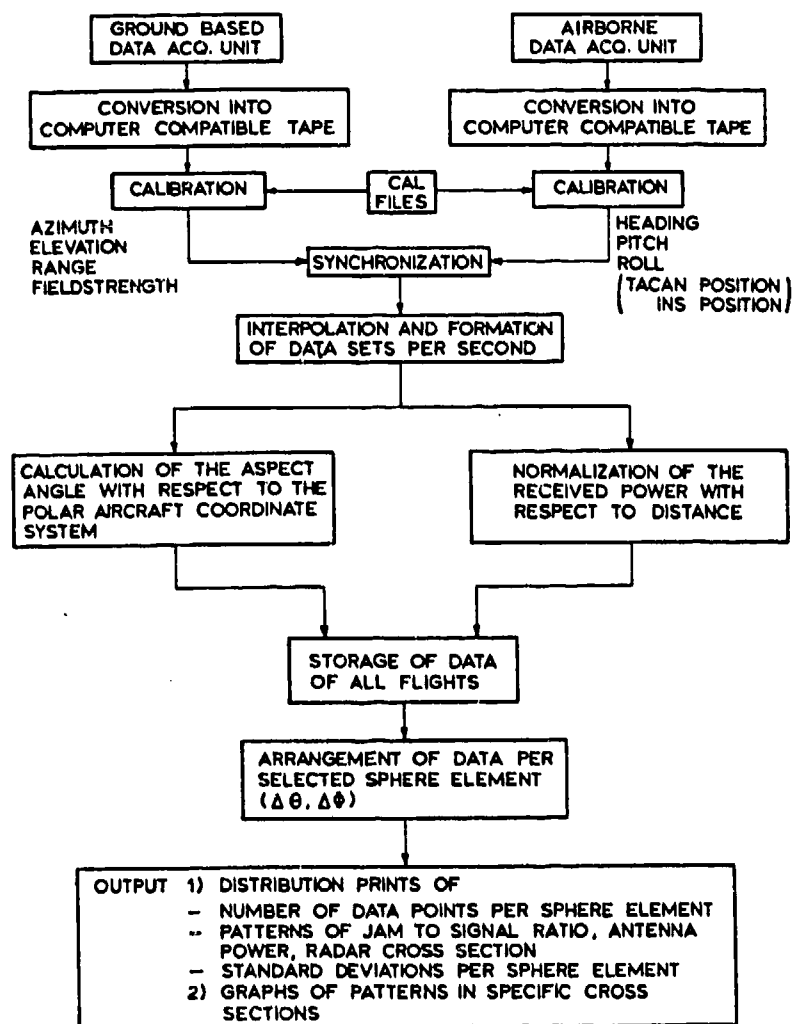 GROUND BASED
DATA ACQ. UNIT
AIRBORNE
DATA ACQ. UNIT
CONVERSION INTO
COMPUTER COMPATIBLE TAPE
CONVERSION INTO
COMPUTER COMPATIBLE TAPE
CALIBRATION
CAL
FILES
CALIBRATION
AZIMUTH
ELEVATION
RANGE
FIELDSTRENGTH
HEADING
PITCH
ROLL
(TACAN POSITION
INS POSITION)
SYNCHRONIZATION
INTERPOLATION AND FORMATION
OF DATA SETS PER SECOND
CALCULATION OF THE ASPECT
ANGLE WITH RESPECT TO THE
POLAR AIRCRAFT COORDINATE
SYSTEM
NORMALIZATION OF THE
RECEIVED POWER WITH
RESPECT TO DISTANCE
STORAGE OF DATA
OF ALL FLIGHTS
ARRANGEMENT OF DATA PER
SELECTED SPHERE ELEMENT
(Δθ, ΔΦ)
OUTPUT 1) DISTRIBUTION PRINTS OF
- NUMBER OF DATA POINTS PER SPHERE ELEMENT
- PATTERNS OF JAM TO SIGNAL RATIO, ANTENNA
POWER, RADAR CROSS SECTION
- STANDARD DEVIATIONS PER SPHERE ELEMENT
2) GRAPHS OF PATTERNS IN SPECIFIC CROSS
SECTIONS